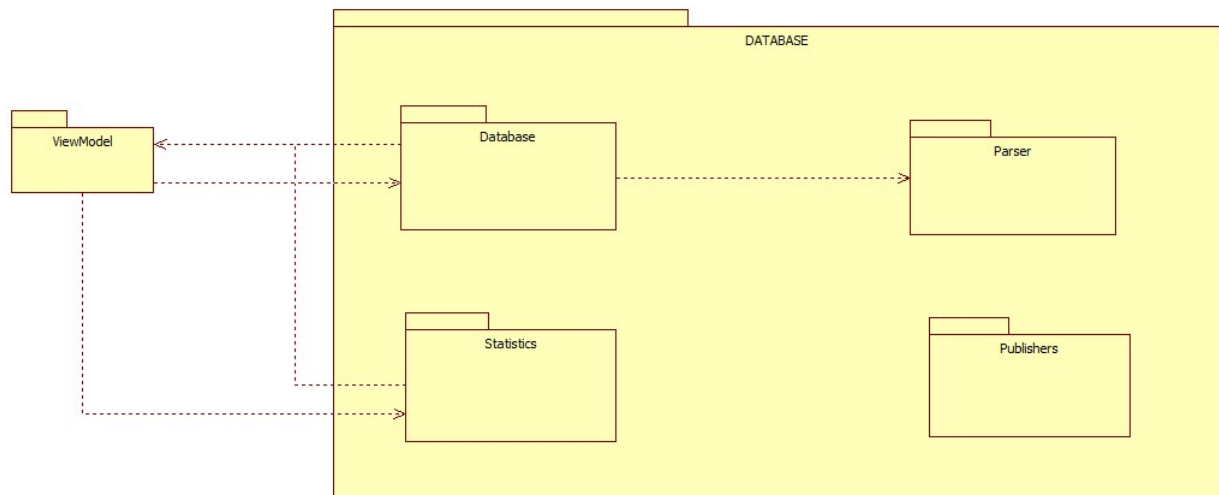 DATABASE
ViewModel
Database
Parser
Statistics
Publishers